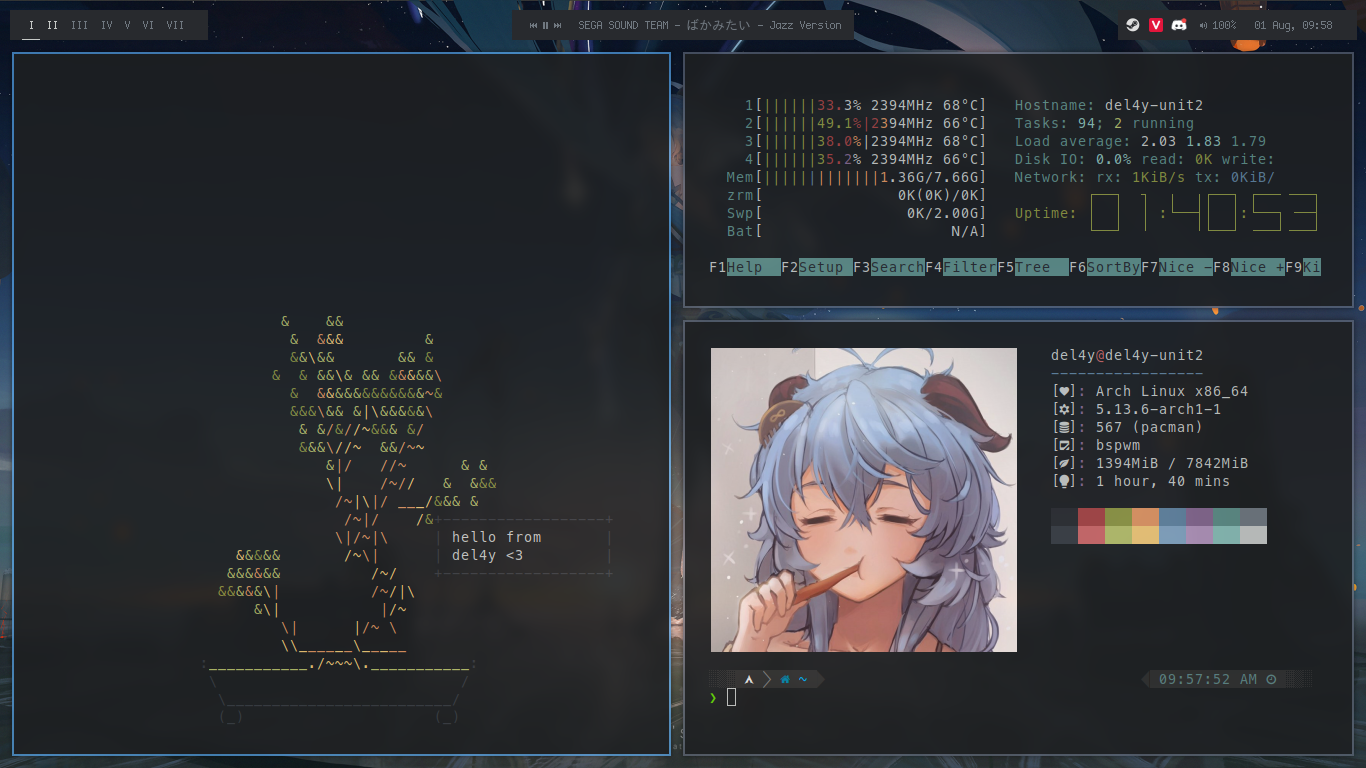 I II III IV V VI VII
SEGA SOUND TEAM - ばかみたい - Jazz Version
100% 01 Aug, 09:58
1[||||||33.3% 2394MHz 68°C]
2[||||||49.1%|2394MHz 66°C]
3[||||||38.0%|2394MHz 68°C]
4[||||||35.2% 2394MHz 66°C]
Mem[|||||||||||||1.36G/7.66G]
zrm[ 0K(0K)/0K]
Swp[ 0K/2.00G]
Bat[ N/A]
Hostname: del4y-unit2
Tasks: 94; 2 running
Load average: 2.03 1.83 1.79
Disk IO: 0.0% read: 0K write:
Network: rx: 1KiB/s tx: 0KiB/
Uptime: 01:40:53
F1Help F2Setup F3SearchF4FilterF5Tree F6SortByF7Nice -F8Nice +F9Ki
hello from
del4y <3
del4y@del4y-unit2
-----------------
[♥]: Arch Linux x86_64
[]: 5.13.6-arch1-1
[]: 567 (pacman)
[]: bspwm
[]: 1394MiB / 7842MiB
[]: 1 hour, 40 mins
~
09:57:52 AM
❯